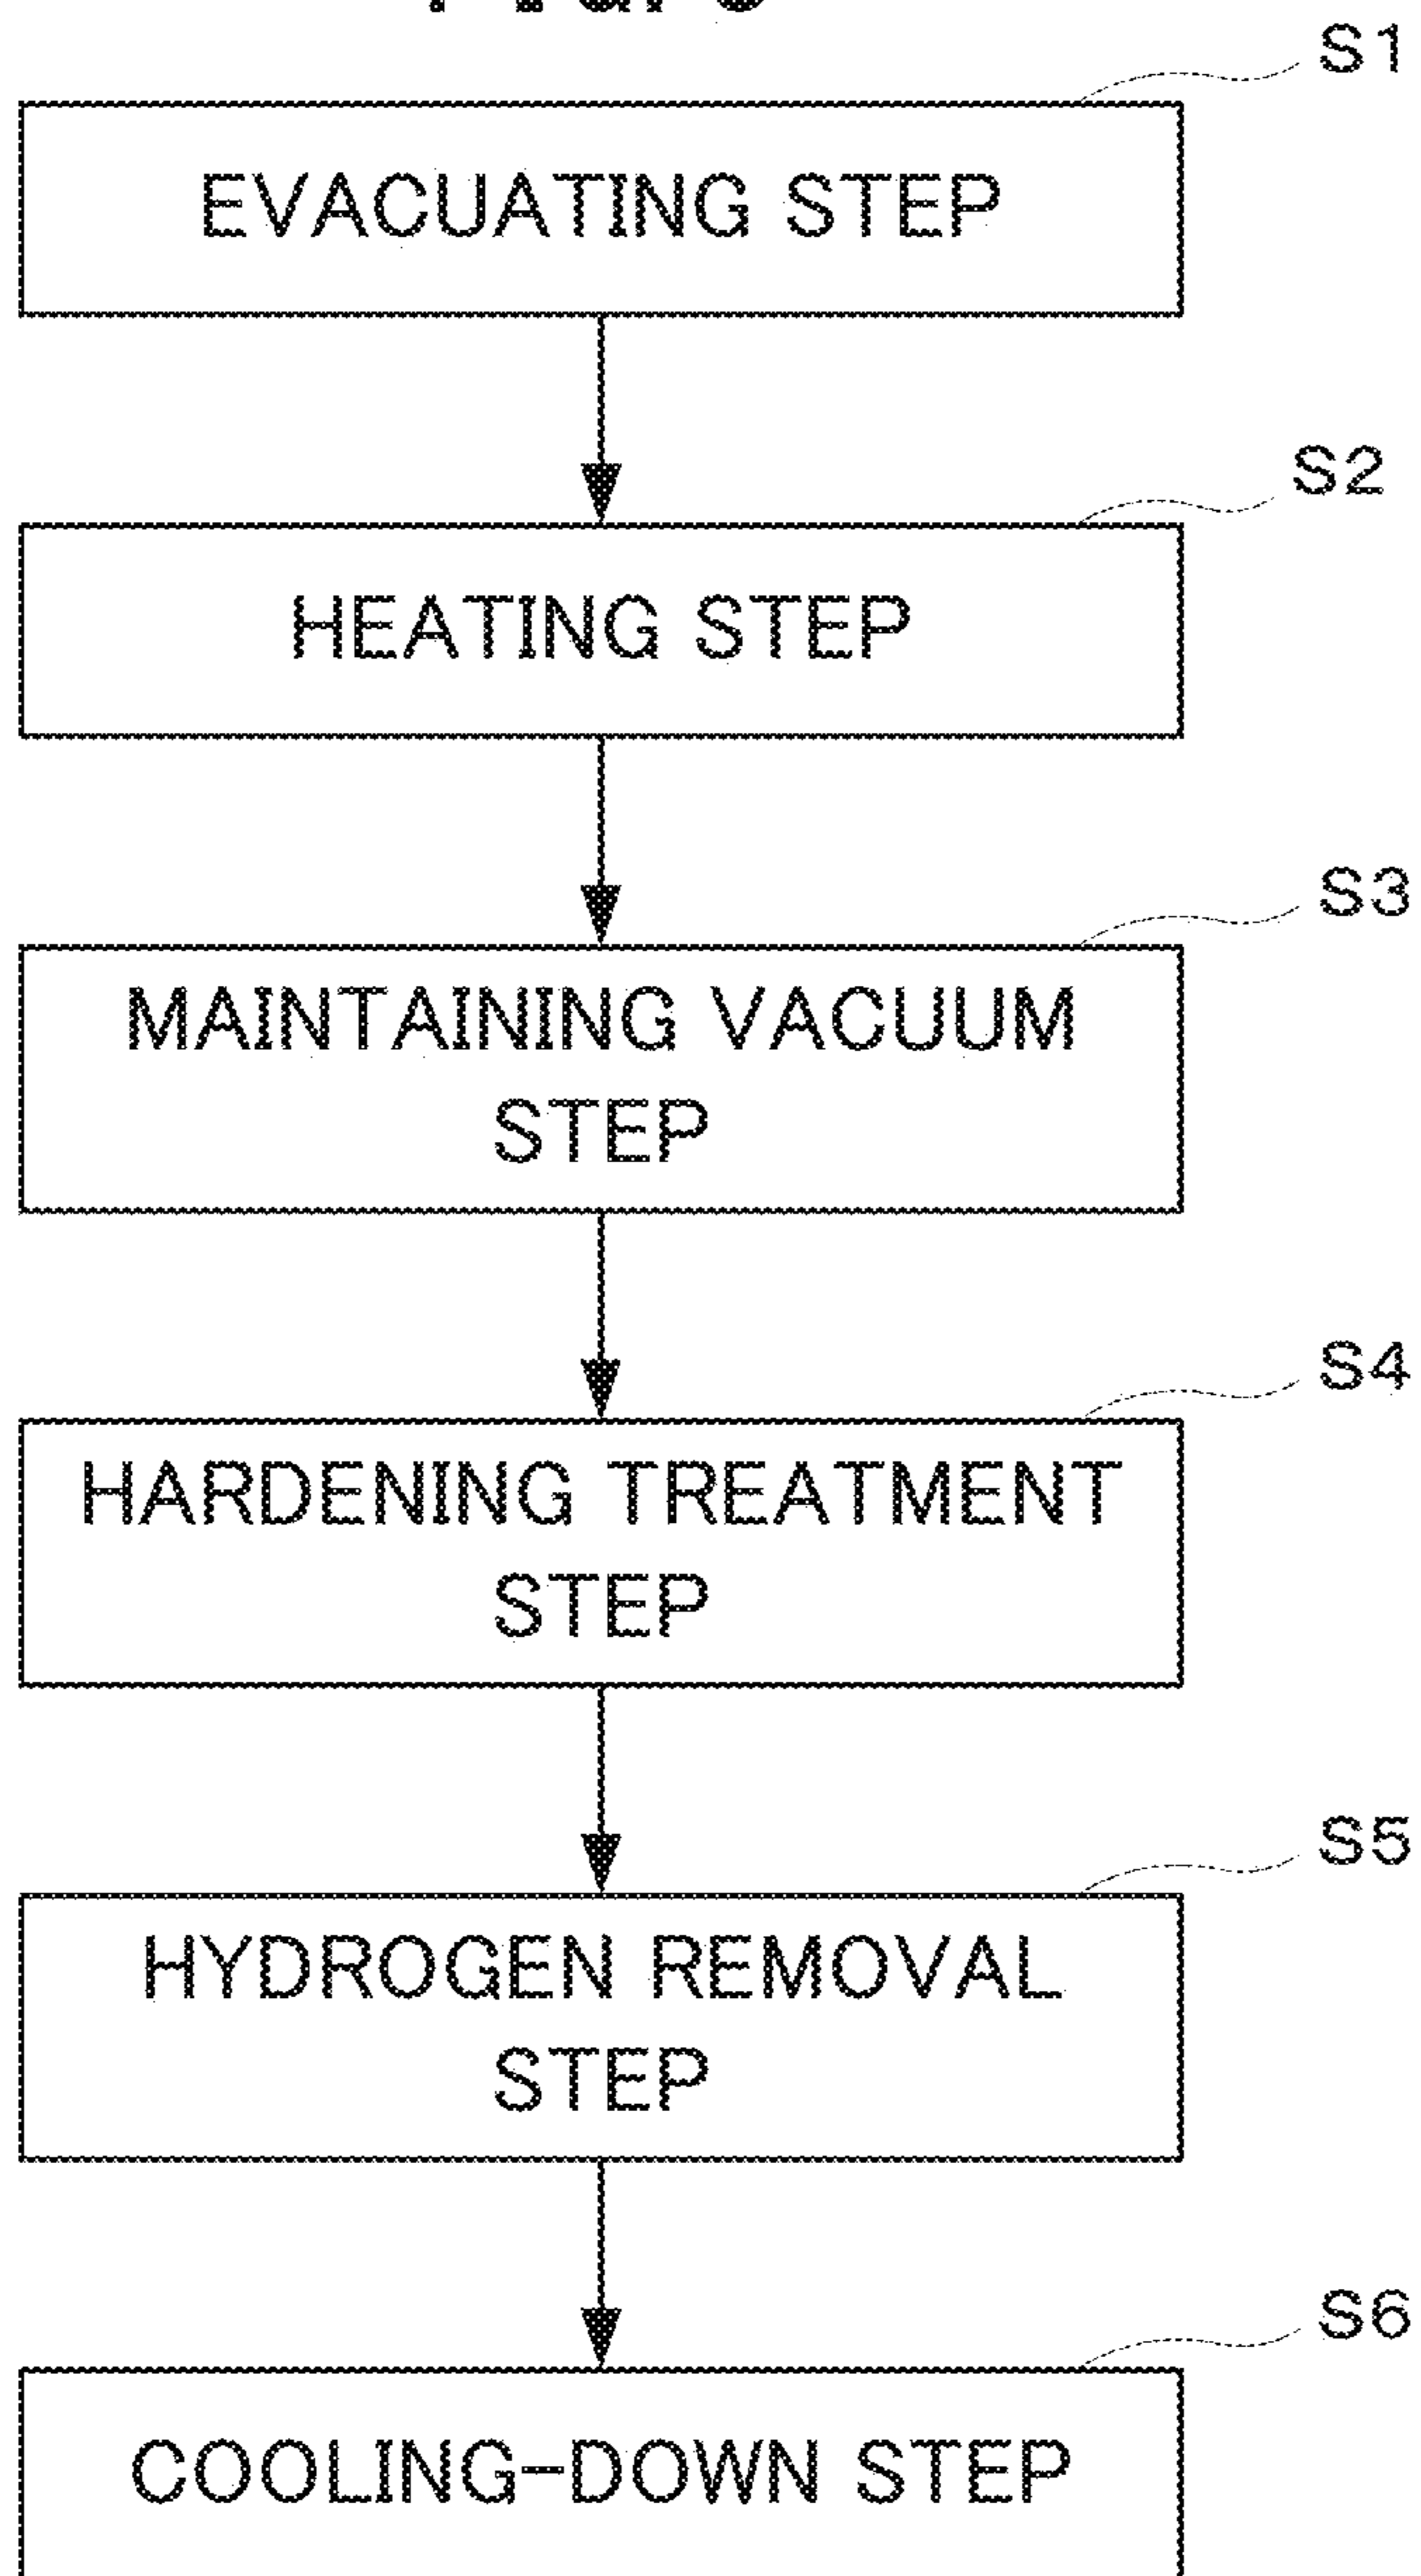 S1
EVACUATING STEP
S2
HEATING STEP
S3
MAINTAINING VACUUM
STEP
S4
HARDENING TREATMENT
STEP
S5
HYDROGEN REMOVAL
STEP
S6
COOLING-DOWN STEP